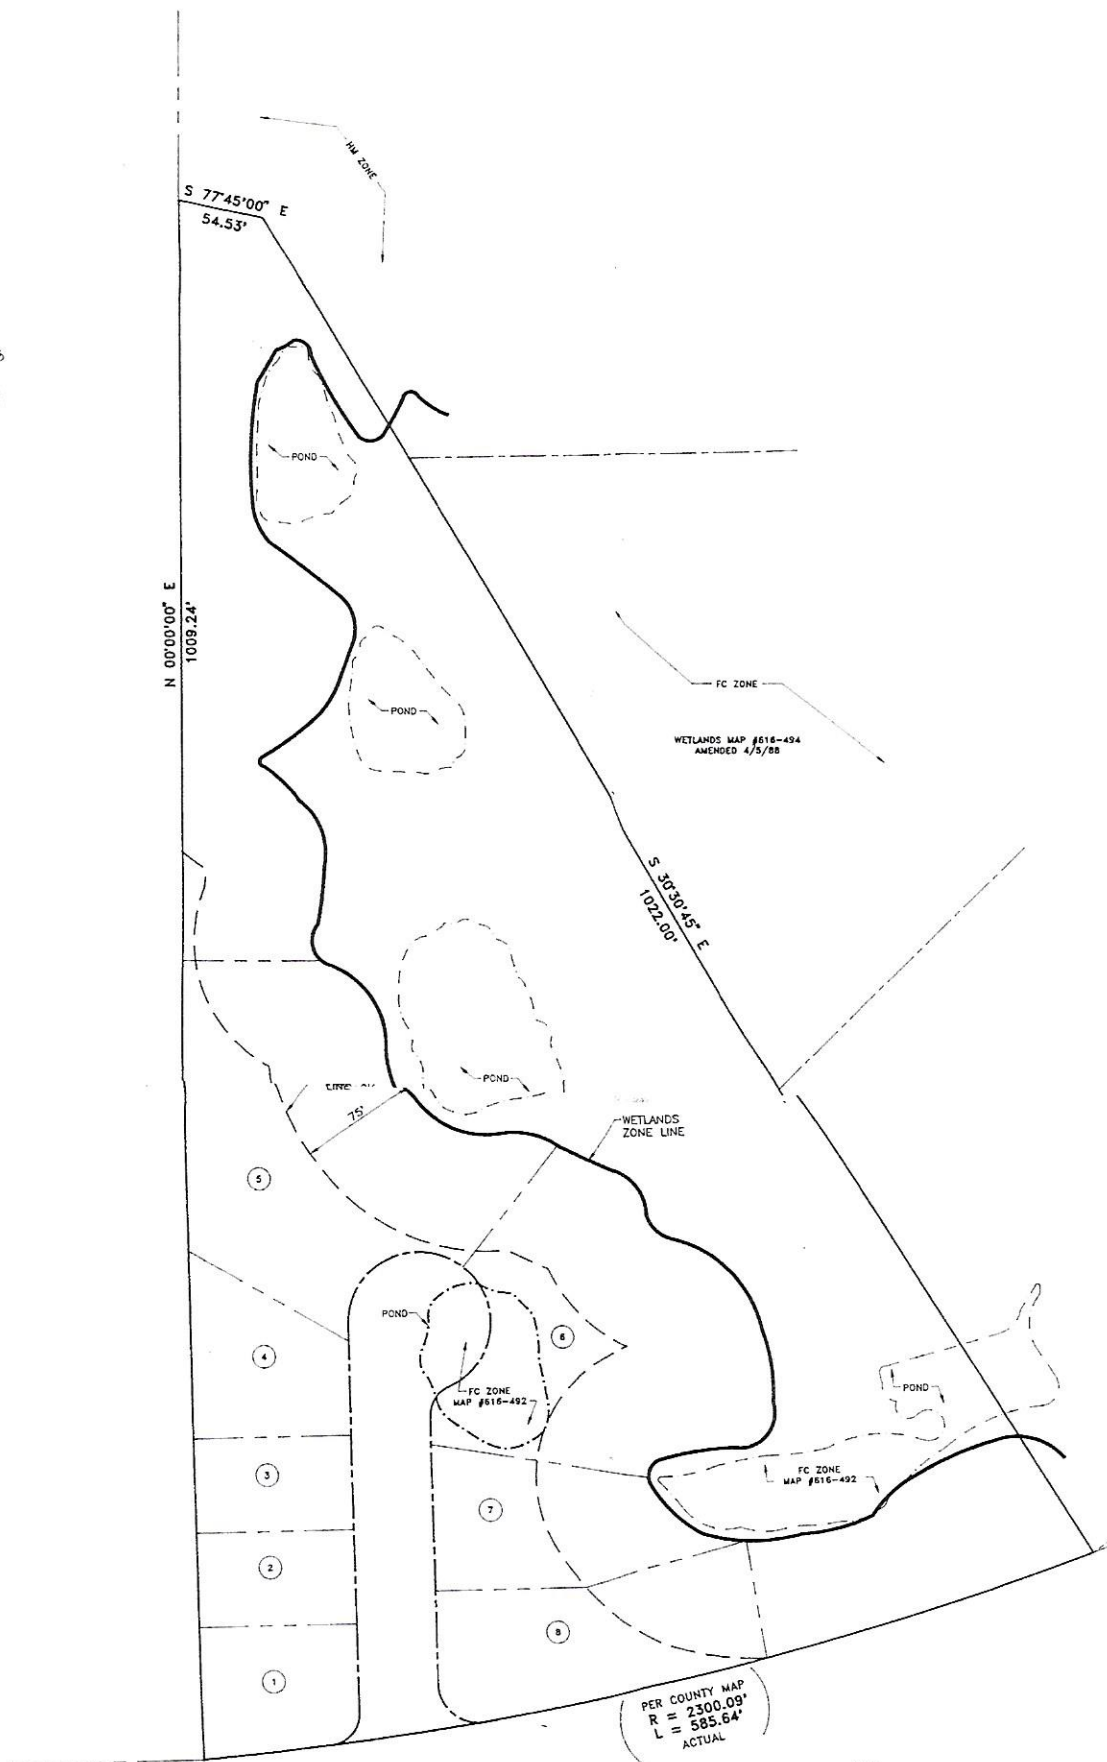 HM ZONE
S 77°45'00" E
54.53'
POND
N 00°00'00" E
1009.24'
POND
FC ZONE
WETLANDS MAP #616-494
AMENDED 4/5/88
S 30°30'45" E
1022.00'
POND
LINE
75'
WETLANDS
ZONE LINE
5
POND
6
4
FC ZONE
MAP #616-492
POND
3
FC ZONE
MAP #616-492
7
2
8
1
PER COUNTY MAP
R = 2300.09'
L = 585.64'
ACTUAL